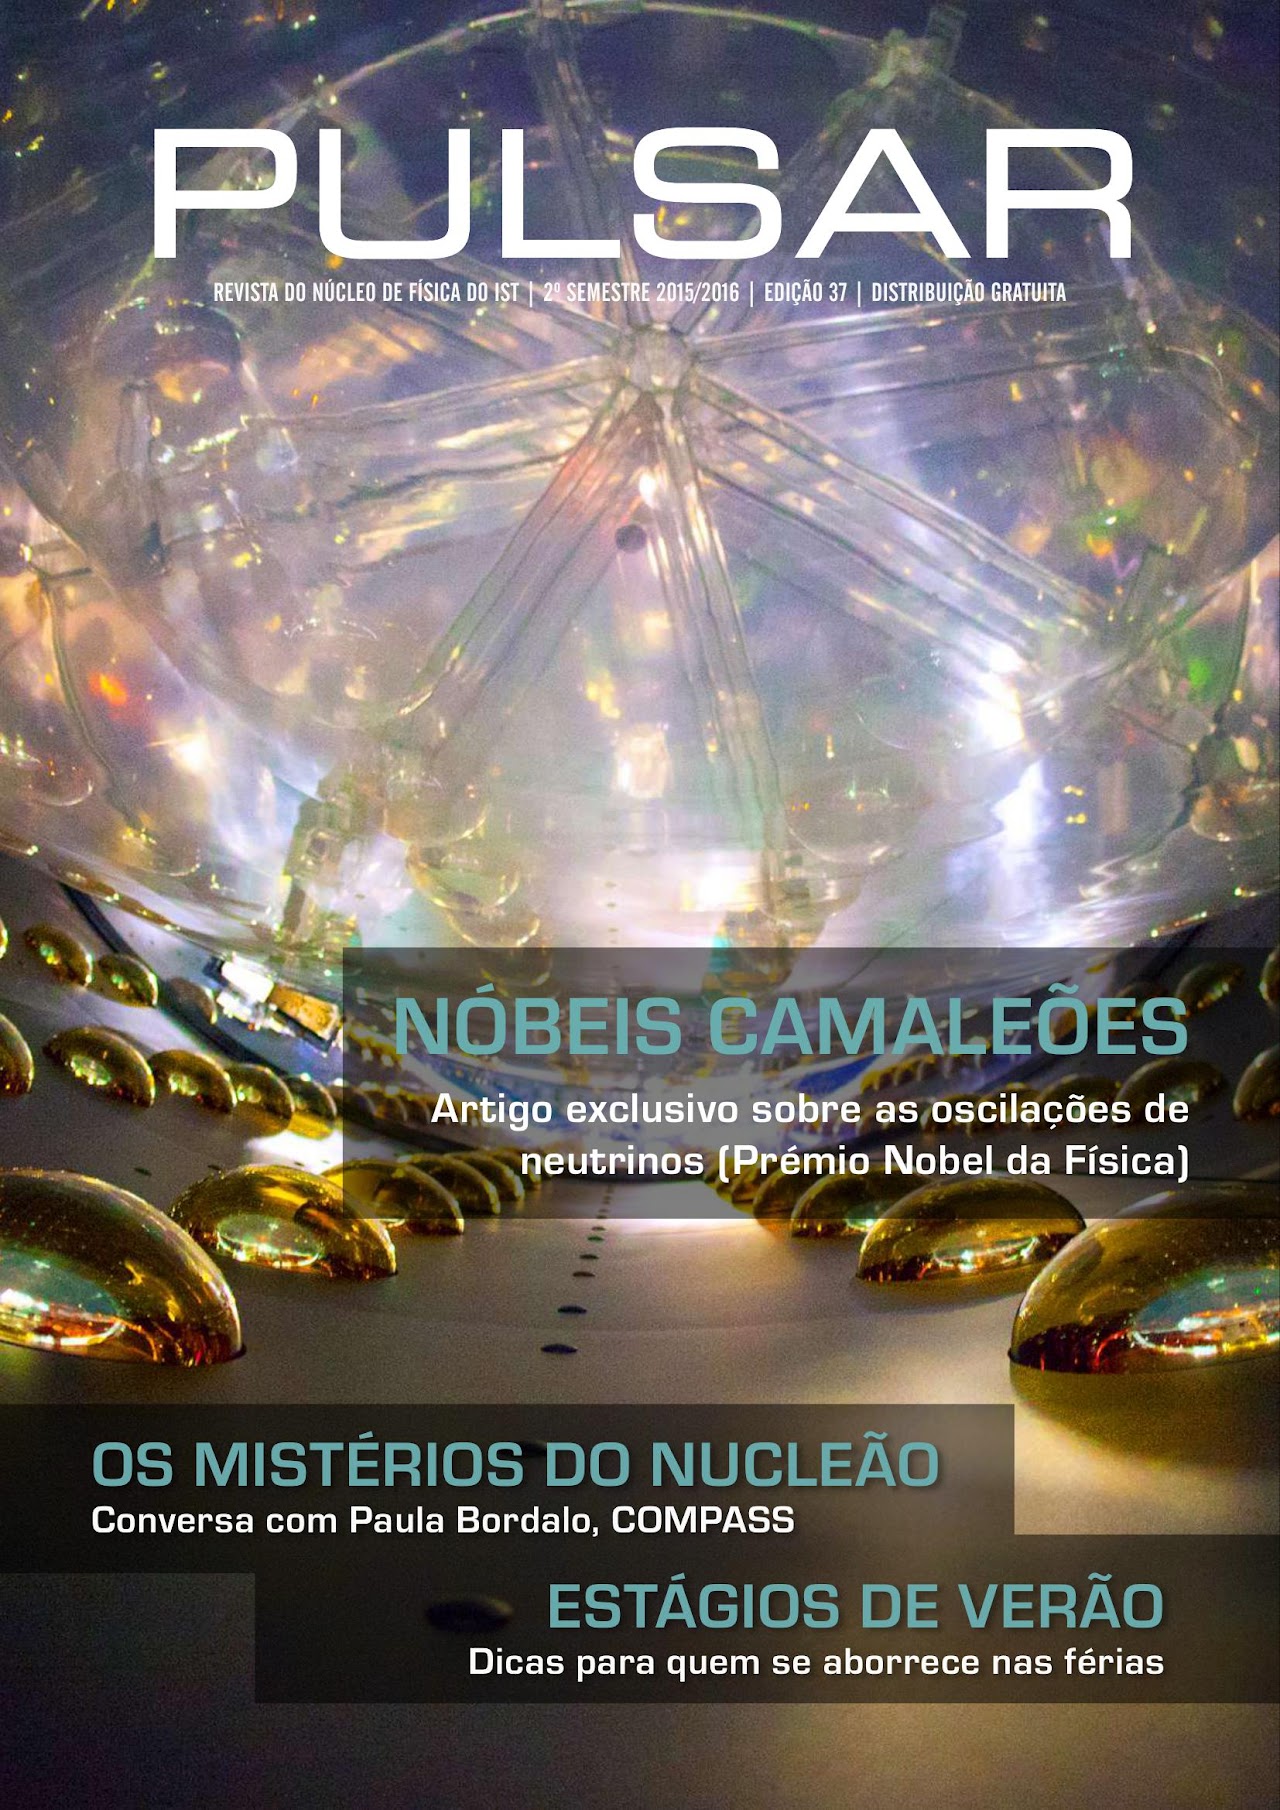 PULSAR
REVISTA DO NÚCLEO DE FÍSICA DO IST | 2º SEMESTRE 2015/2016 | EDIÇÃO 37 | DISTRIBUIÇÃO GRATUITA
NÓBEIS CAMALEÕES
Artigo exclusivo sobre as oscilações de
neutrinos (Prémio Nobel da Física)
OS MISTÉRIOS DO NUCLEÃO
Conversa com Paula Bordalo, COMPASS
ESTÁGIOS DE VERÃO
Dicas para quem se aborrece nas férias